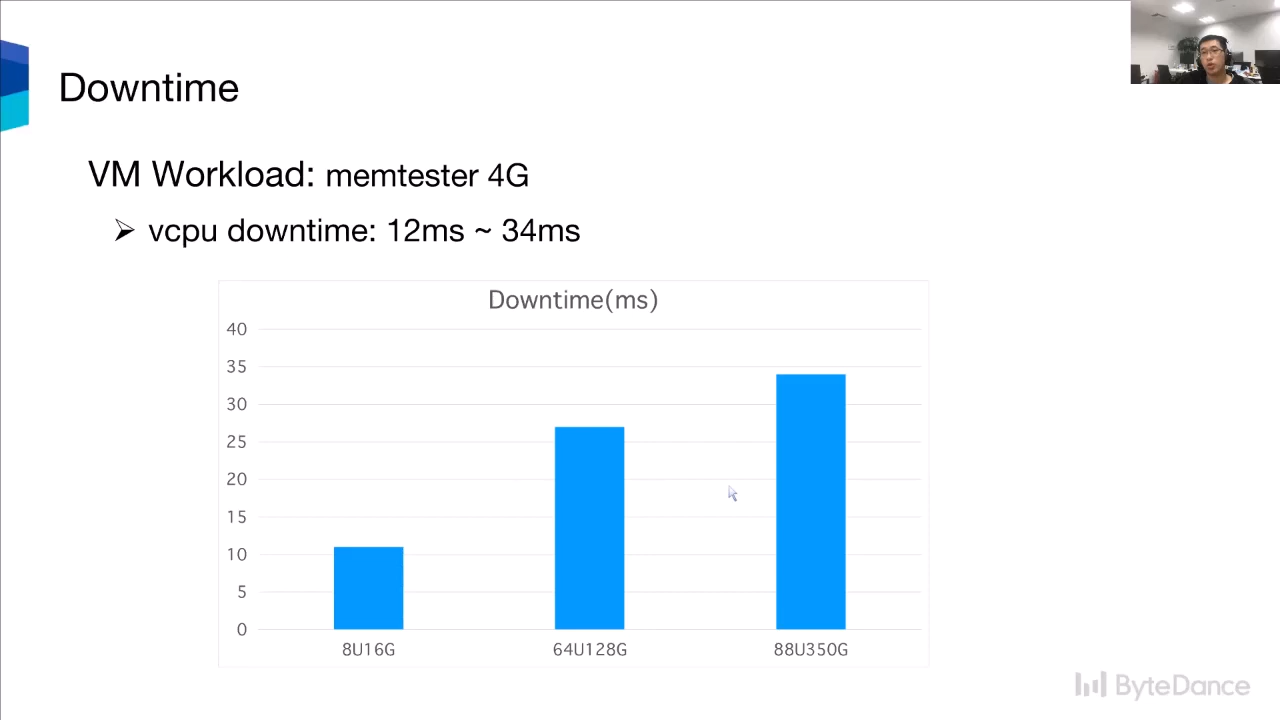 Downtime
VM Workload: memtester 4G
➢ vcpu downtime: 12ms ~ 34ms
Downtime(ms)
40
35
30
25
20
15
10
5
0
8U16G 64U128G 88U350G
ByteDance